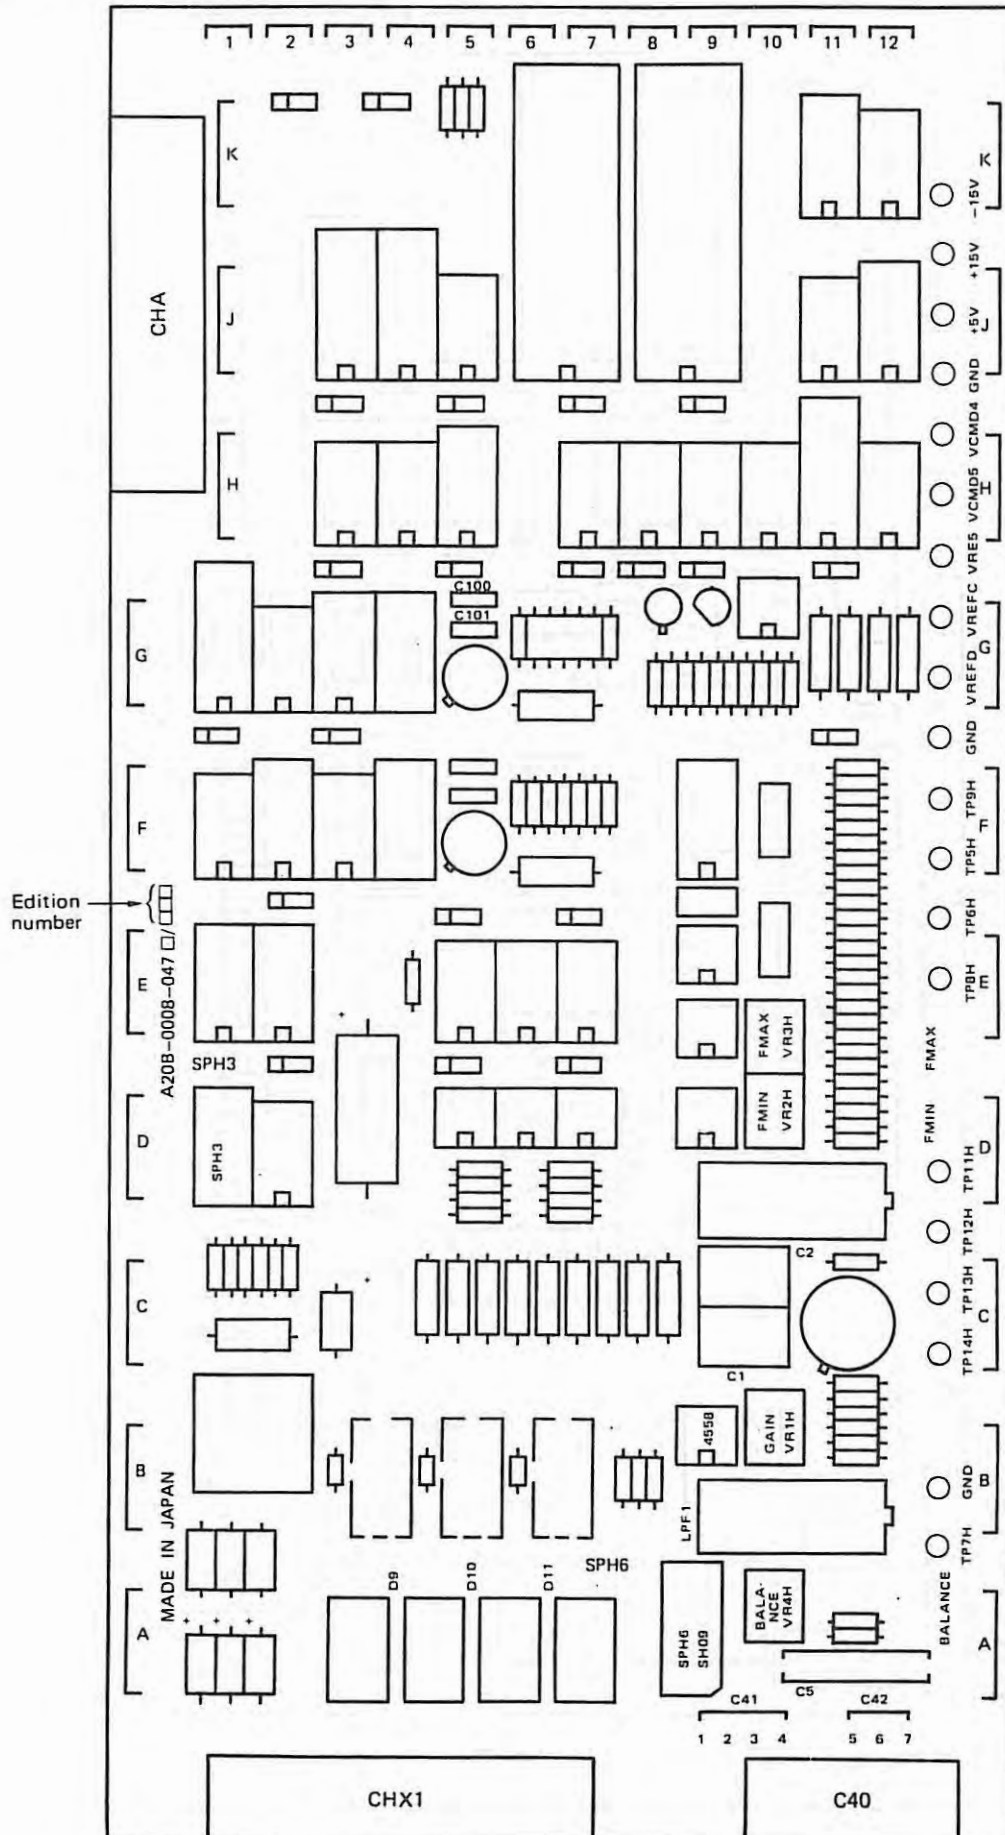 1 2 3 4 5 6 7 8 9 10 11 12
K
K
-15V
CHA
+15V
J
+5V
J
GND
VCMD4
H
VCMD5
H
VRE5
C100
C101
VREFC
G
G
VREFD
GND
TP9H
F
F
TP5H
Edition number
A20B-0008-047□/
TP6H
E
TP8H
E
+
FMAX VR3H
FMAX
SPH3
FMIN VR2H
FMIN
D
SPH3
D
TP11H
TP12H
C2
+
TP13H
C
C
TP14H
C1
4558
GAIN VR1H
B
B
GND
MADE IN JAPAN
LPF1
TP7H
D9
D10
D11
SPH6
BALA-NCE VR4H
BALANCE
A
+ + +
SPH6 SH09
A
C5
C41
C42
1 2 3 4
5 6 7
CHX1
C40